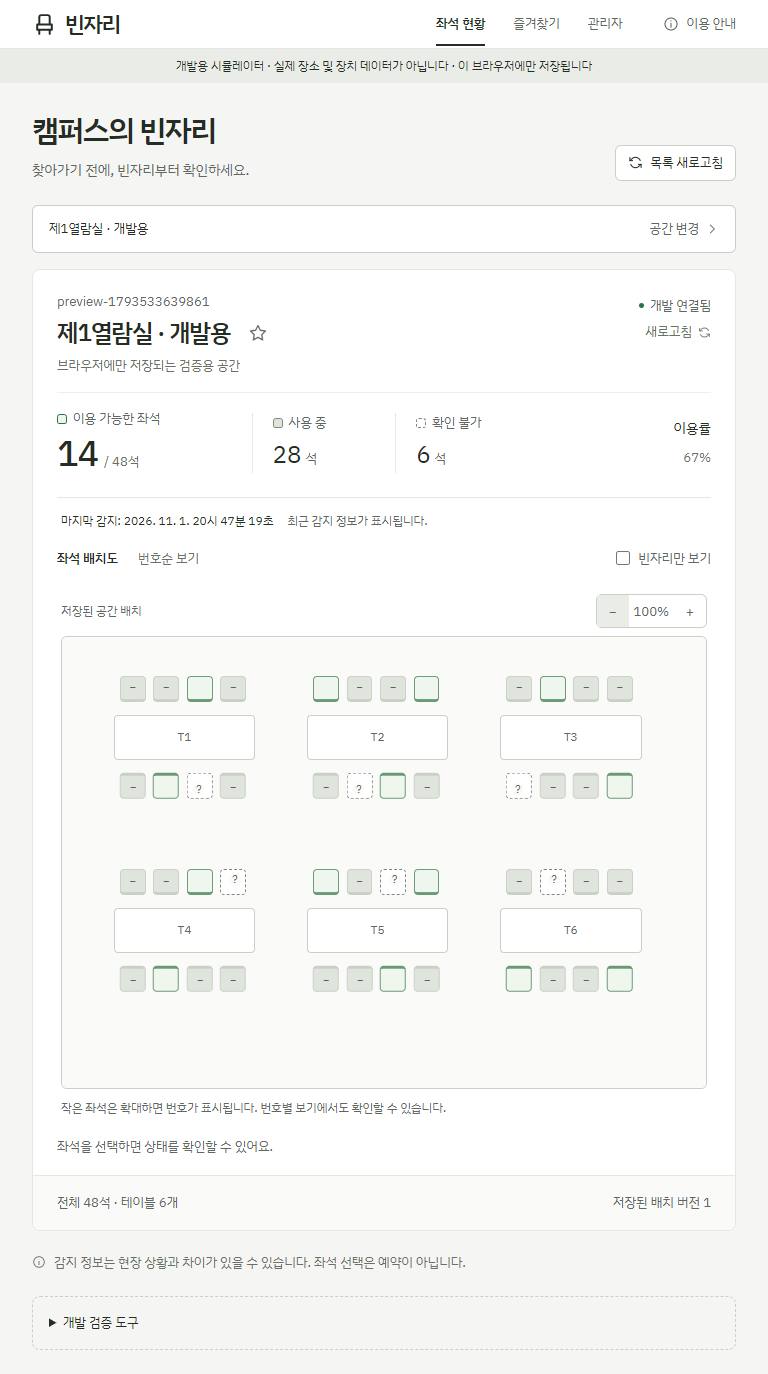 빈자리
좌석 현황 즐겨찾기 관리자 이용 안내
개발용 시뮬레이터 · 실제 장소 및 장치 데이터가 아닙니다 · 이 브라우저에만 저장됩니다
캠퍼스의 빈자리
찾아가기 전에, 빈자리부터 확인하세요.
목록 새로고침
제1열람실 · 개발용 공간 변경
preview-1793533639861
개발 연결됨
제1열람실 · 개발용
새로고침
브라우저에만 저장되는 검증용 공간
이용 가능한 좌석 사용 중 확인 불가 이용률
14 / 48석 28 석 6 석 67%
마지막 감지: 2026. 11. 1. 20시 47분 19초 최근 감지 정보가 표시됩니다.
좌석 배치도 번호순 보기 빈자리만 보기
저장된 공간 배치 − 100% +
– – – – – – – –
T1 T2 T3
– ? – – ? – ? – –
– – ? – ? – ? – –
T4 T5 T6
– – – – – – – –
작은 좌석은 확대하면 번호가 표시됩니다. 번호별 보기에서도 확인할 수 있습니다.
좌석을 선택하면 상태를 확인할 수 있어요.
전체 48석 · 테이블 6개 저장된 배치 버전 1
감지 정보는 현장 상황과 차이가 있을 수 있습니다. 좌석 선택은 예약이 아닙니다.
개발 검증 도구